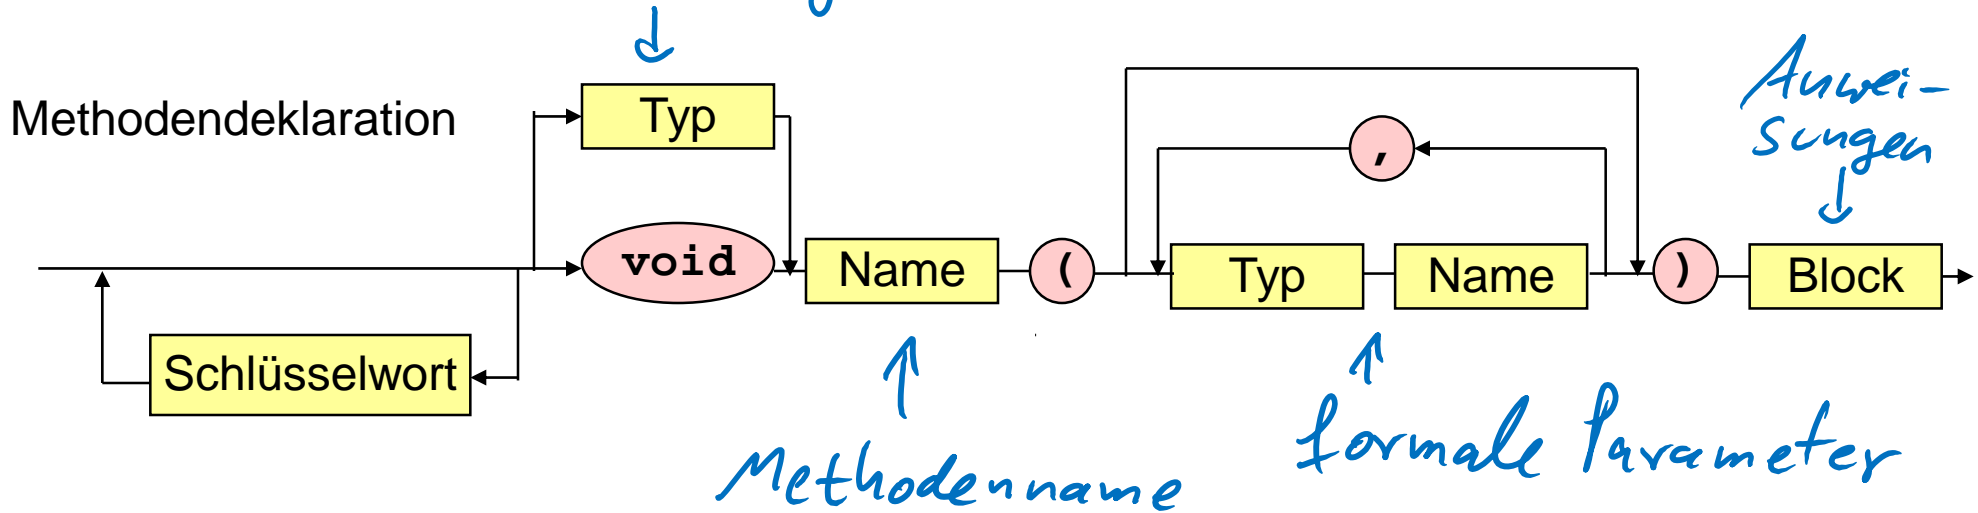 Methodendeklaration
Typ
Anwei-
sungen
,
void Name ( Typ Name ) Block
Schlüsselwort
Methodenname
formale Parameter